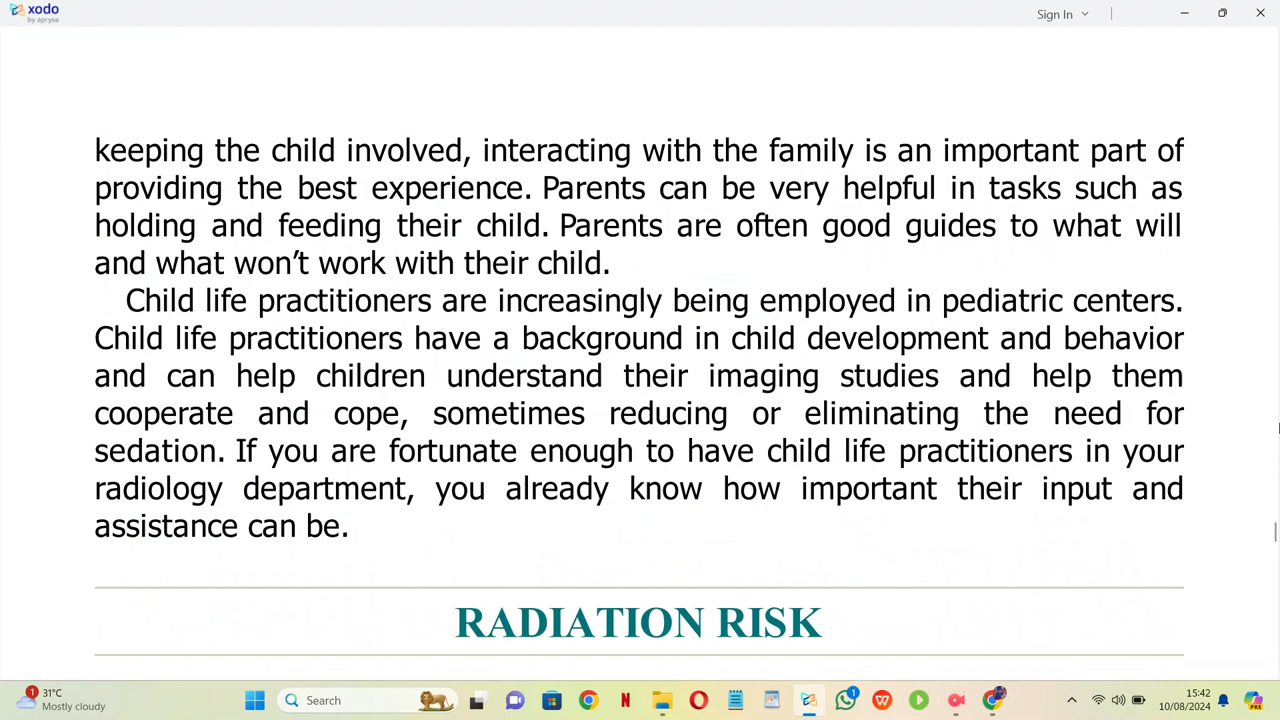 xodo
by apryse
Sign In
keeping the child involved, interacting with the family is an important part of
providing the best experience. Parents can be very helpful in tasks such as
holding and feeding their child. Parents are often good guides to what will
and what won’t work with their child.
Child life practitioners are increasingly being employed in pediatric centers.
Child life practitioners have a background in child development and behavior
and can help children understand their imaging studies and help them
cooperate and cope, sometimes reducing or eliminating the need for
sedation. If you are fortunate enough to have child life practitioners in your
radiology department, you already know how important their input and
assistance can be.
RADIATION RISK
1
31°C
Mostly cloudy
Search
1
15:42
10/08/2024
PRE